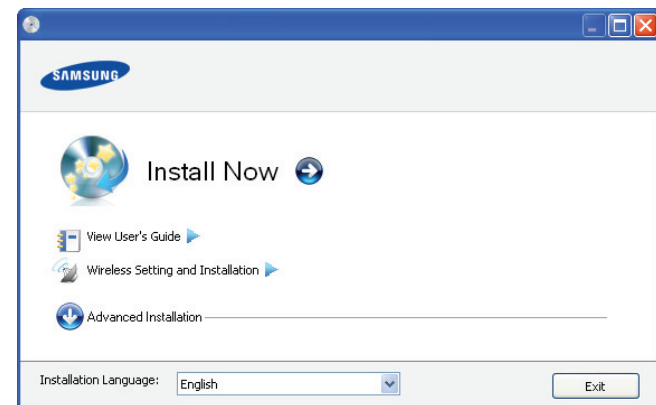 SAMSUNG
Install Now
View User's Guide
Wireless Setting and Installation
Advanced Installation
Installation Language: English
Exit